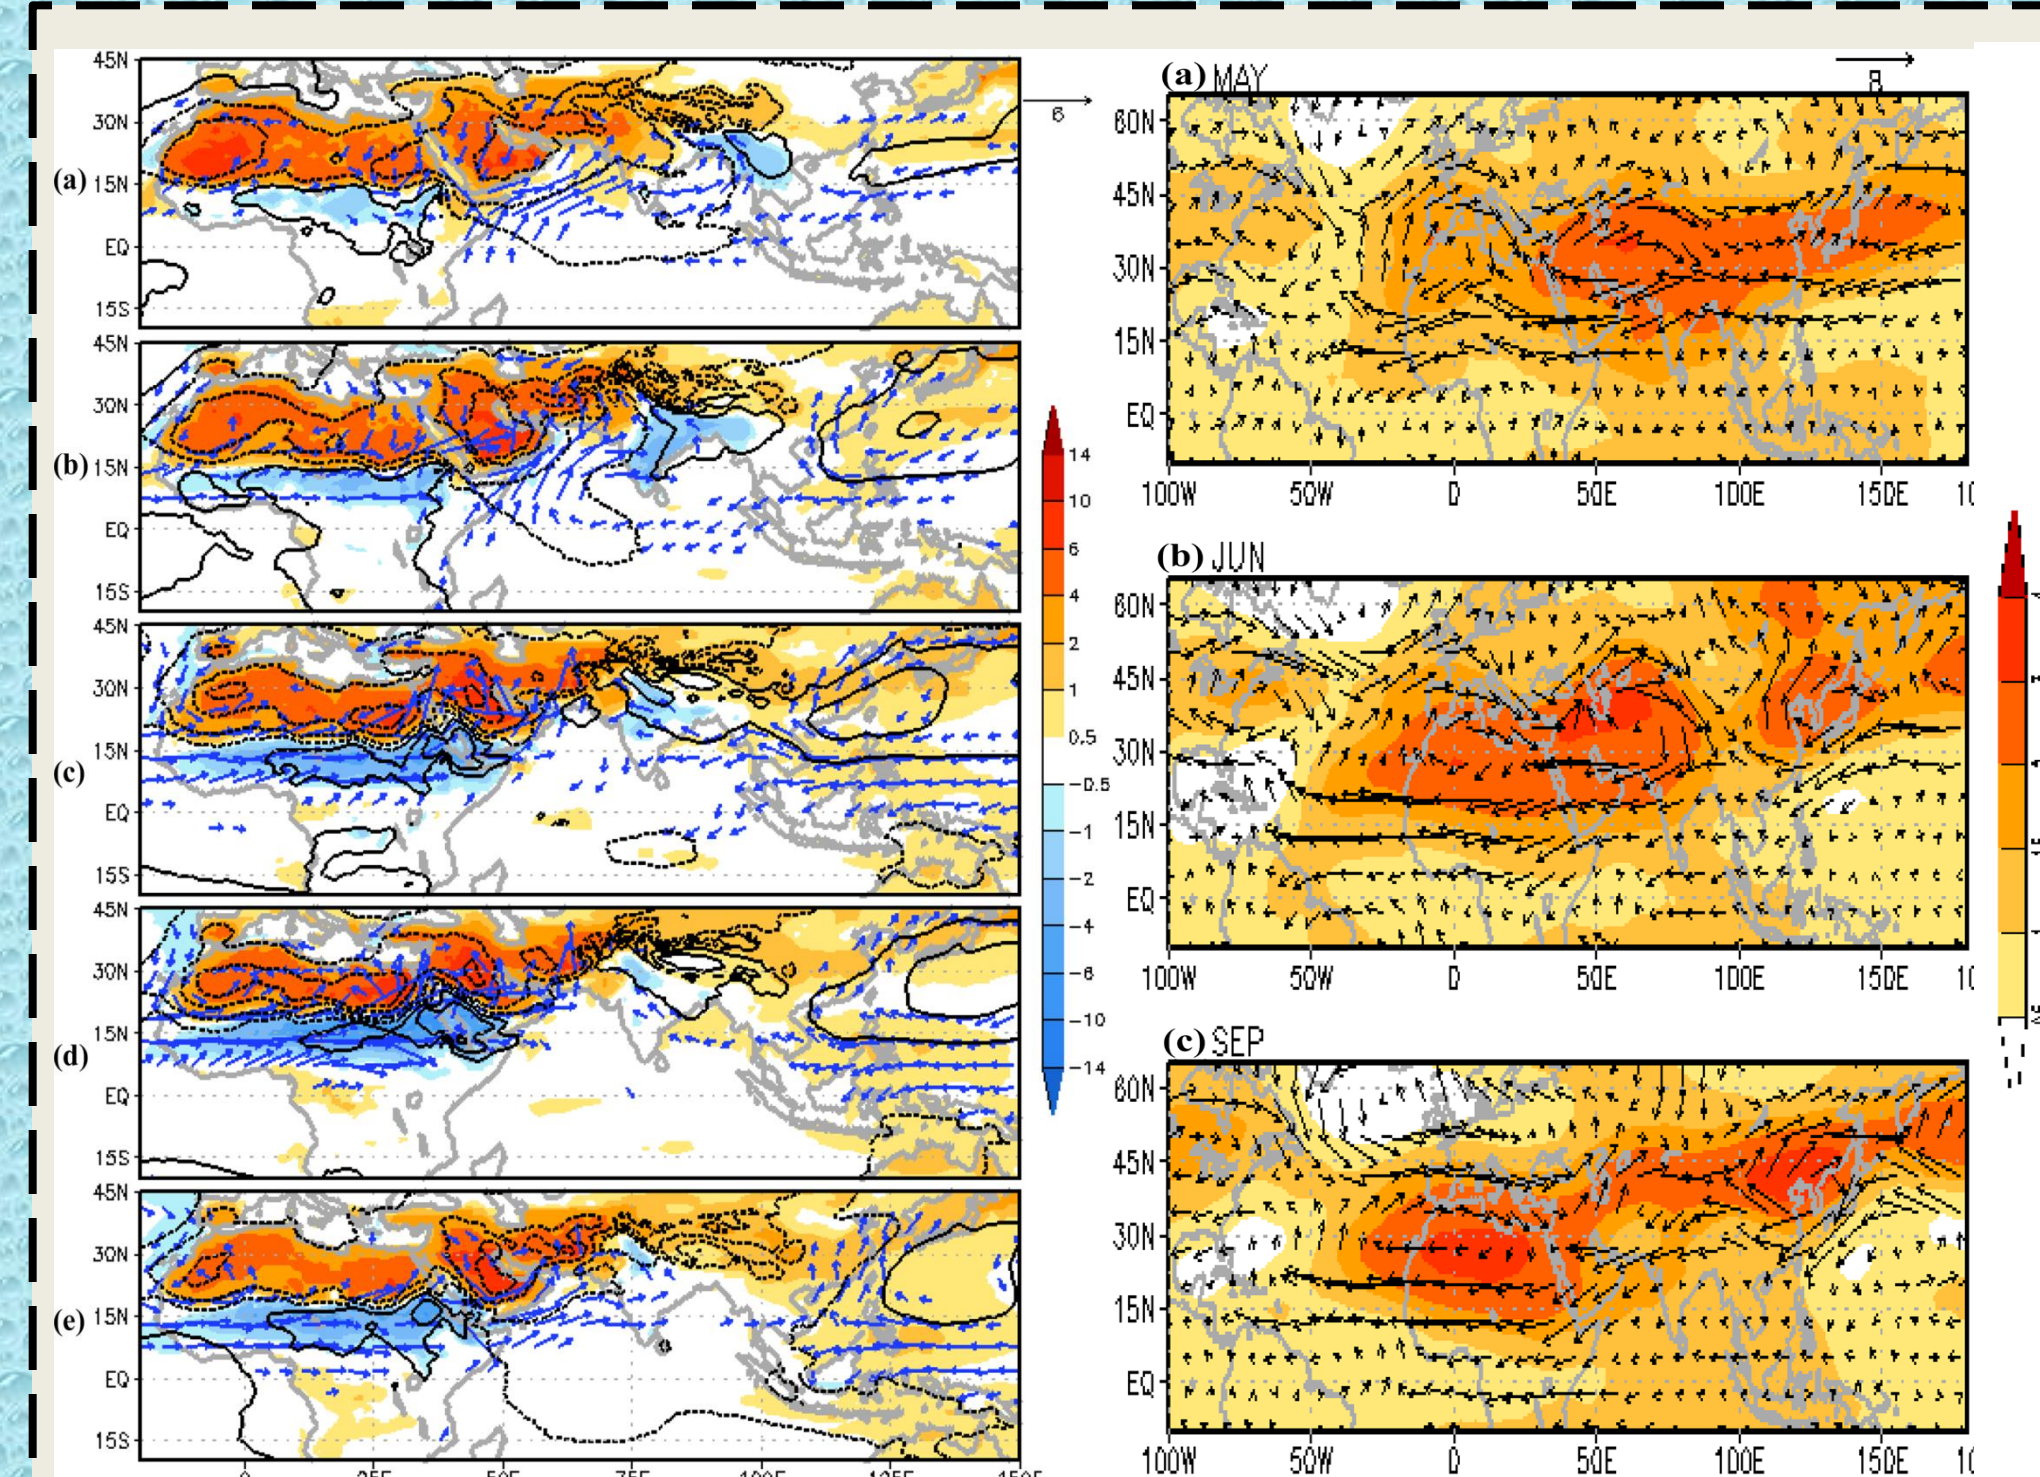 45N
30N
15N
EQ
15S
(a)
6
45N
30N
15N
EQ
15S
(b)
45N
30N
15N
EQ
15S
(c)
45N
30N
15N
EQ
15S
(d)
45N
30N
15N
EQ
15S
(e)
14
10
6
4
2
1
0.5
-0.5
-1
-2
-4
-6
-10
-14
(a) MAY
8
60N
45N
30N
15N
EQ
100W 50W 0 50E 100E 150E
(b) JUN
60N
45N
30N
15N
EQ
100W 50W 0 50E 100E 150E
(c) SEP
60N
45N
30N
15N
EQ
100W 50W 0 50E 100E 150E